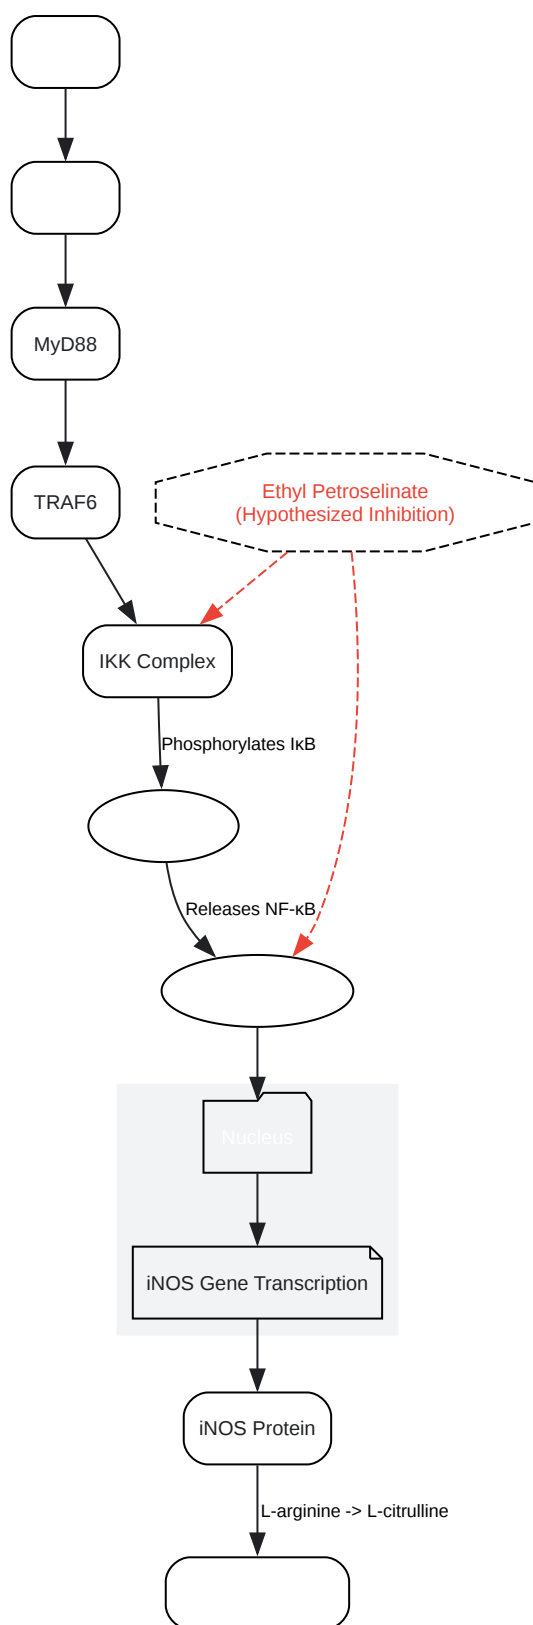 MyD88
TRAF6
Ethyl Petroselinate
(Hypothesized Inhibition)
IKK Complex
Phosphorylates IκB
Releases NF-κB
Nucleus
iNOS Gene Transcription
iNOS Protein
L-arginine -> L-citrulline